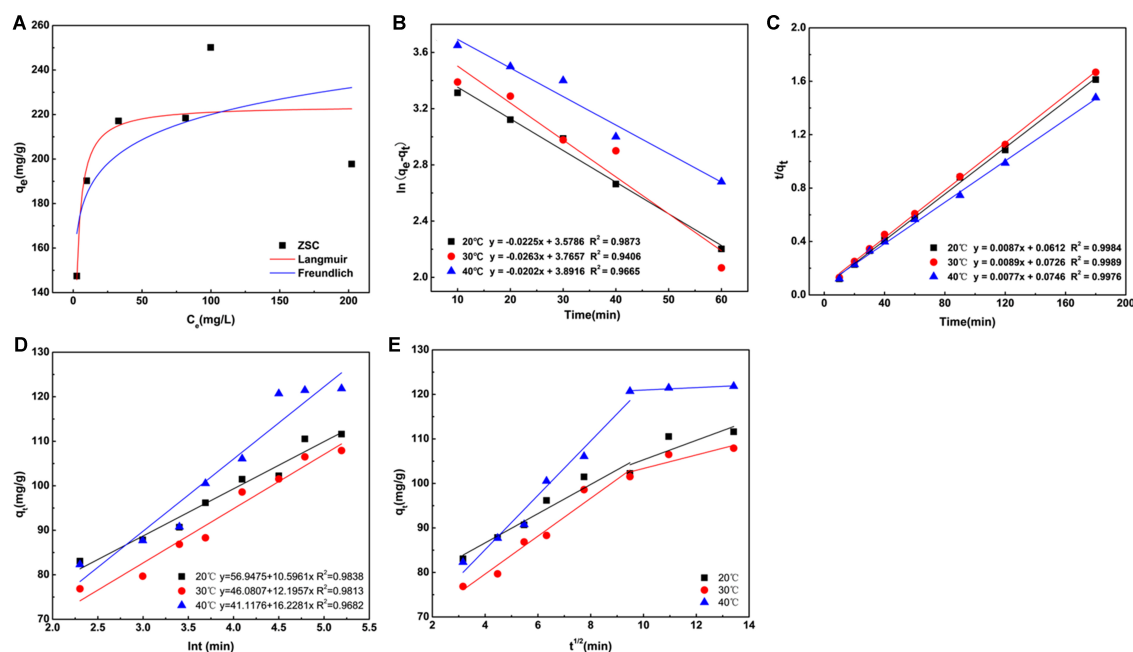 A
260
240
220
200
180
160
140
qe(mg/g)
ZSC
Langmuir
Freundlich
0
50
100
150
200
Ce(mg/L)
B
3.6
3.2
2.8
2.4
2.0
ln (qe-qt)
20℃ y = -0.0225x + 3.5786 R² = 0.9873
30℃ y = -0.0263x + 3.7657 R² = 0.9406
40℃ y = -0.0202x + 3.8916 R² = 0.9665
10
20
30
40
50
60
Time(min)
C
2.0
1.6
1.2
0.8
0.4
0.0
t/qt
20℃ y = 0.0087x + 0.0612 R² = 0.9984
30℃ y = 0.0089x + 0.0726 R² = 0.9989
40℃ y = 0.0077x + 0.0746 R² = 0.9976
0
40
80
120
160
200
Time(min)
D
130
120
110
100
90
80
70
qt(mg/g)
20℃ y=56.9475+10.5961x R²=0.9838
30℃ y=46.0807+12.1957x R²=0.9813
40℃ y=41.1176+16.2281x R²=0.9682
2.0
2.5
3.0
3.5
4.0
4.5
5.0
5.5
lnt (min)
E
130
120
110
100
90
80
70
qt(mg/g)
20℃
30℃
40℃
2
4
6
8
10
12
14
t^1/2(min)